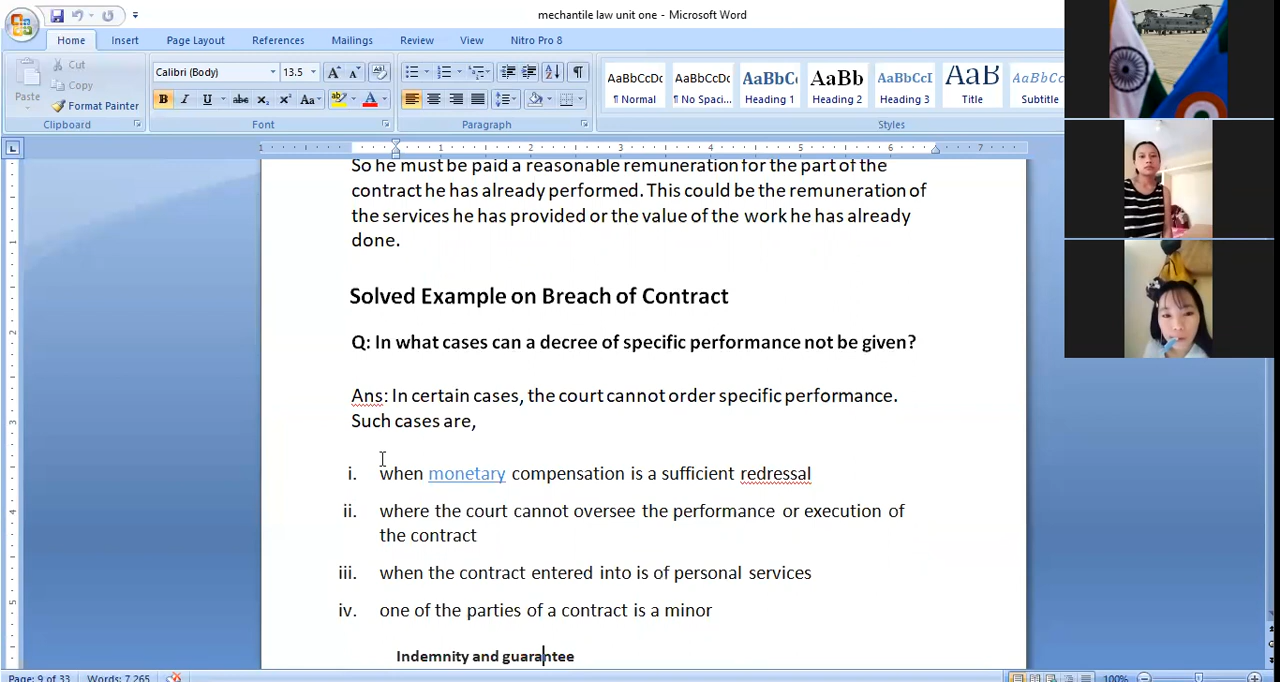 mechantile law unit one - Microsoft Word
Home Insert Page Layout References Mailings Review View Nitro Pro 8
Paste Cut Copy Format Painter
Calibri (Body) 13.5
AaBbCcDc AaBbCcDc AaBbC AaBb AaBbCcI AaB AaBbCcD
¶ Normal ¶ No Spaci... Heading 1 Heading 2 Heading 3 Title Subtitle
Clipboard Font Paragraph Styles
So he must be paid a reasonable remuneration for the part of the
contract he has already performed. This could be the remuneration of
the services he has provided or the value of the work he has already
done.
Solved Example on Breach of Contract
Q: In what cases can a decree of specific performance not be given?
Ans: In certain cases, the court cannot order specific performance.
Such cases are,
i. when monetary compensation is a sufficient redressal
ii. where the court cannot oversee the performance or execution of
the contract
iii. when the contract entered into is of personal services
iv. one of the parties of a contract is a minor
Indemnity and guarantee
Page: 9 of 33 Words: 7,265 100%